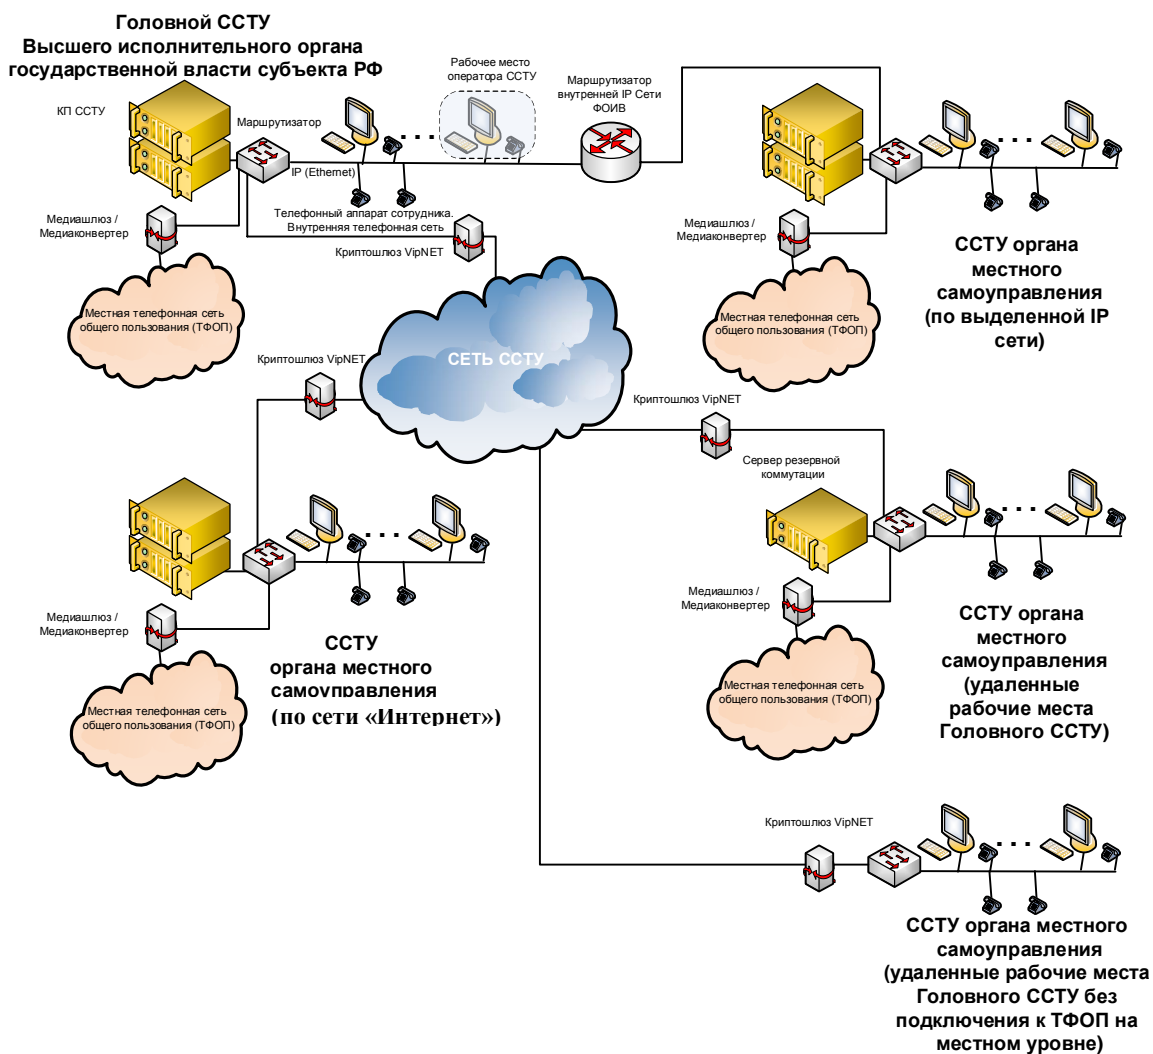 Головной ССТУ
Высшего исполнительного органа
государственной власти субъекта РФ
КП ССТУ
Маршрутизатор
IP (Ethernet)
Рабочее место
оператора ССТУ
Маршрутизатор
внутренней IP Сети
ФОИВ
Медиашлюз /
Медиаконвертер
Телефонный аппарат сотрудника.
Внутренняя телефонная сеть
Криптошлюз VipNET
Местная телефонная сеть
общего пользования (ТФОП)
Медиашлюз /
Медиаконвертер
Местная телефонная сеть
общего пользования (ТФОП)
ССТУ органа
местного
самоуправления
(по выделенной IP
сети)
СЕТЬ ССТУ
Криптошлюз VipNET
Медиашлюз /
Медиаконвертер
Местная телефонная сеть
общего пользования (ТФОП)
ССТУ
органа местного
самоуправления
(по сети «Интернет»)
Криптошлюз VipNET
Сервер резервной
коммутации
Медиашлюз /
Медиаконвертер
Местная телефонная сеть
общего пользования (ТФОП)
ССТУ органа
местного
самоуправления
(удаленные
рабочие места
Головного ССТУ)
Криптошлюз VipNET
ССТУ органа местного
самоуправления
(удаленные рабочие места
Головного ССТУ без
подключения к ТФОП на
местном уровне)